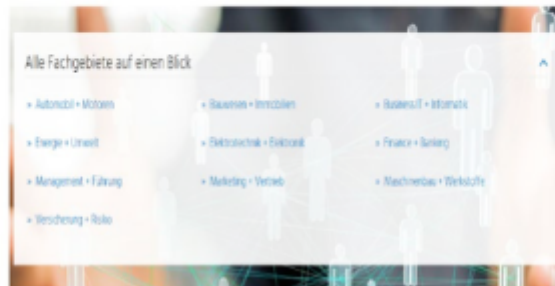 Alle Fachgebiete auf einen Blick
» Automobil + Motoren
» Bauwesen + Immobilien
» Business IT + Informatik
» Energie + Umwelt
» Elektrotechnik + Elektronik
» Finance + Banking
» Management + Führung
» Marketing + Vertrieb
» Maschinenbau + Werkstoffe
» Versicherung + Risiko